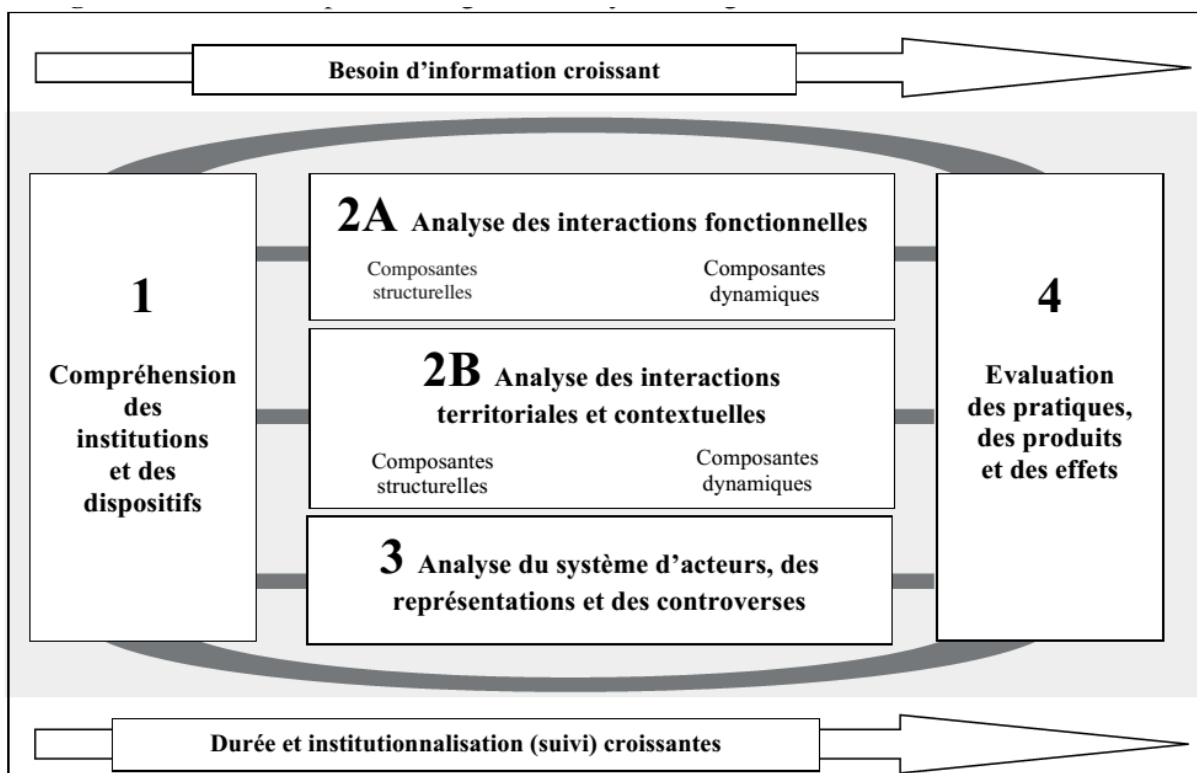 Besoin d’information croissant
1
Compréhension
des
institutions
et des
dispositifs
2A Analyse des interactions fonctionnelles
Composantes
structurelles
Composantes
dynamiques
2B Analyse des interactions
territoriales et contextuelles
Composantes
structurelles
Composantes
dynamiques
3 Analyse du système d’acteurs, des
représentations et des controverses
4
Evaluation
des pratiques,
des produits
et des effets
Durée et institutionnalisation (suivi) croissantes